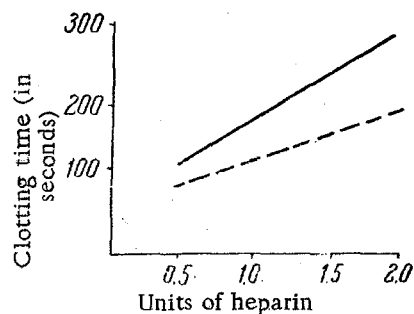 300
200
100
Clotting time (in
seconds)
0.5 1.0 1.5 2.0
Units of heparin